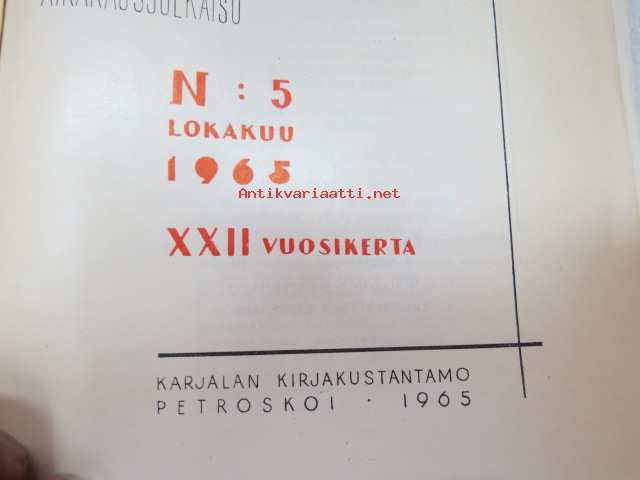 AIKAKAUSJULKAISU
N : 5
LOKAKUU
1965
Antikvariaatti.net
XXII VUOSIKERTA
KARJALAN KIRJAKUSTANTAMO
PETROSKOI · 1965